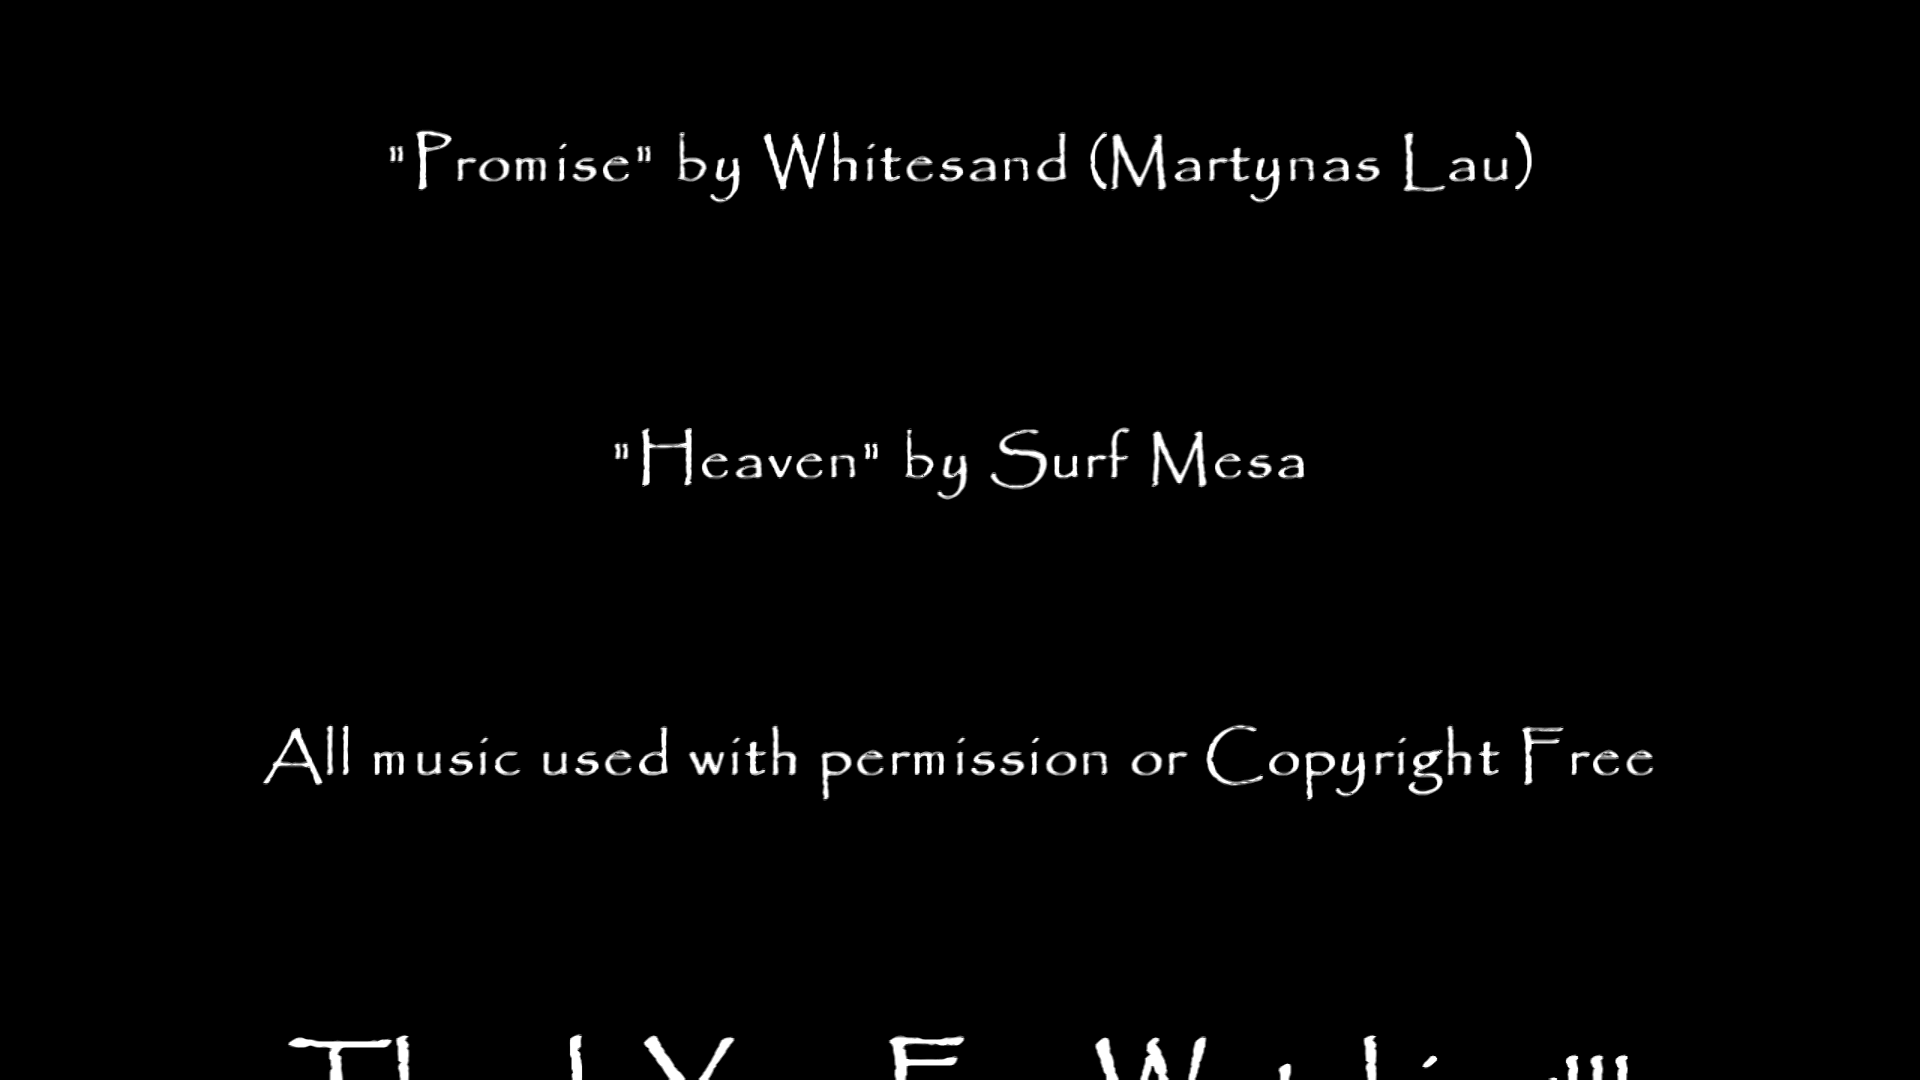 "Promise" by Whitesand (Martynas Lau)
"Heaven" by Surf Mesa
All music used with permission or Copyright Free